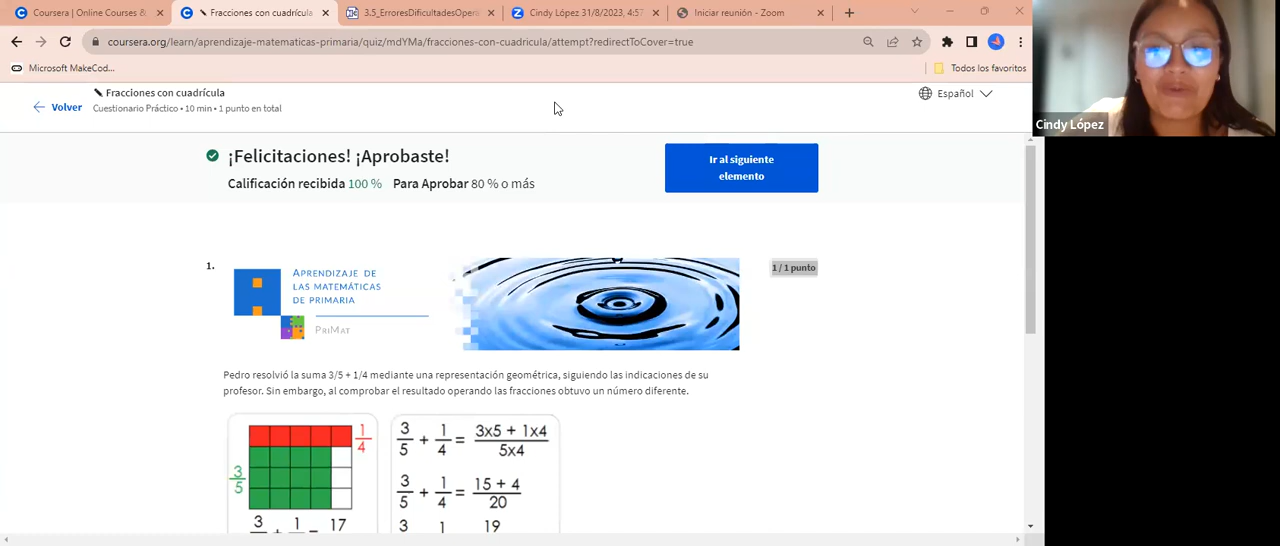 Coursera | Online Courses &
Fracciones con cuadrícula
3.5_ErroresDificultadesOper
Cindy López 31/8/2023, 4:57
Iniciar reunión - Zoom
coursera.org/learn/aprendizaje-matematicas-primaria/quiz/mdYMa/fracciones-con-cuadricula/attempt?redirectToCover=true
Microsoft MakeCod...
Todos los favoritos
Cindy López
Volver
Fracciones con cuadrícula
Cuestionario Práctico • 10 min • 1 punto en total
Español
¡Felicitaciones! ¡Aprobaste!
Calificación recibida 100 % Para Aprobar 80 % o más
Ir al siguiente
elemento
1.
APRENDIZAJE DE
LAS MATEMÁTICAS
DE PRIMARIA
PRIMAT
1 / 1 punto
Pedro resolvió la suma 3/5 + 1/4 mediante una representación geométrica, siguiendo las indicaciones de su
profesor. Sin embargo, al comprobar el resultado operando las fracciones obtuvo un número diferente.
1/4
3/5
3 + 1 = 17
3/5 + 1/4 = 3x5 + 1x4 / 5x4
3/5 + 1/4 = 15 + 4 / 20
3 1 19